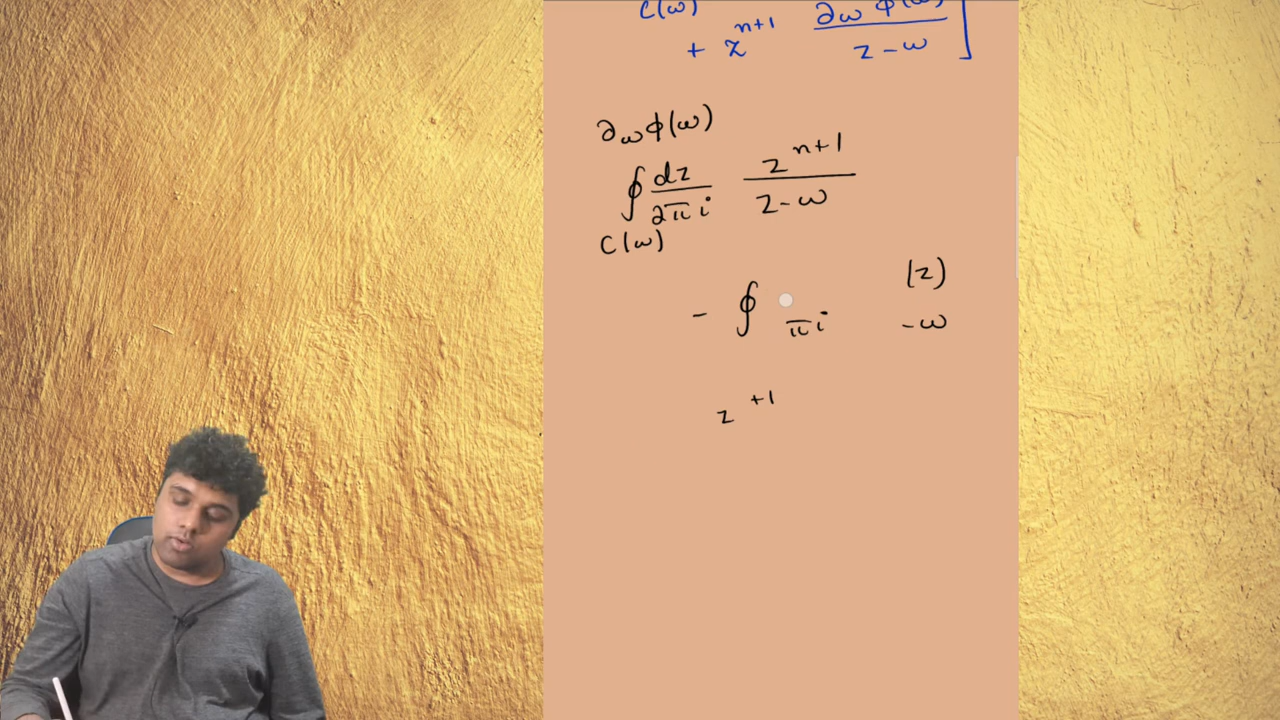 C(ω)
+ z^{n+1} ∂ω φ(ω) / z - ω ]
∂ω φ(ω)
∮ dz / 2πi z^{n+1} / z - ω
C(ω)
- ∮ πi (z) - ω
z +1